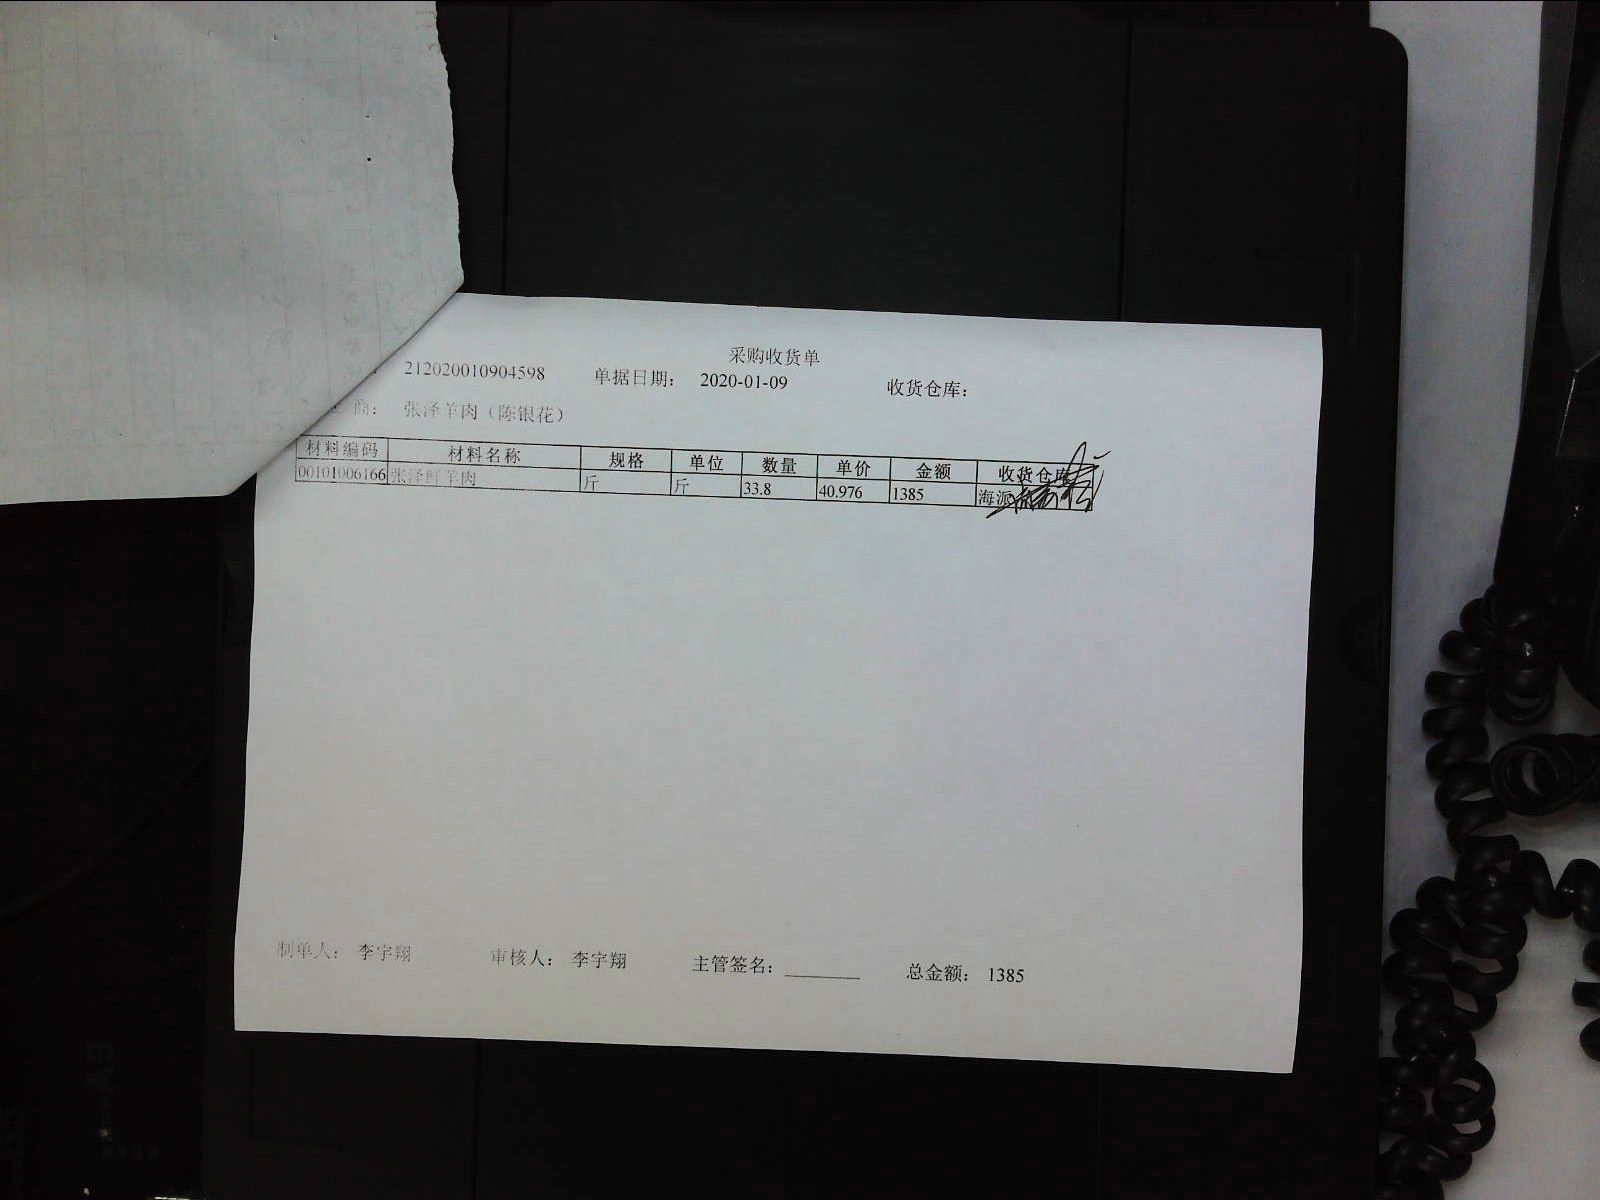 采购收货单
212020010904598 单据日期: 2020-01-09 收货仓库:
商: 张泽羊肉（陈银花）
材料编码 材料名称 规格 单位 数量 单价 金额 收货仓库
00101006166 张泽鲜羊肉 斤 斤 33.8 40.976 1385 海派
制单人: 李宇翔 审核人: 李宇翔 主管签名: ________ 总金额: 1385